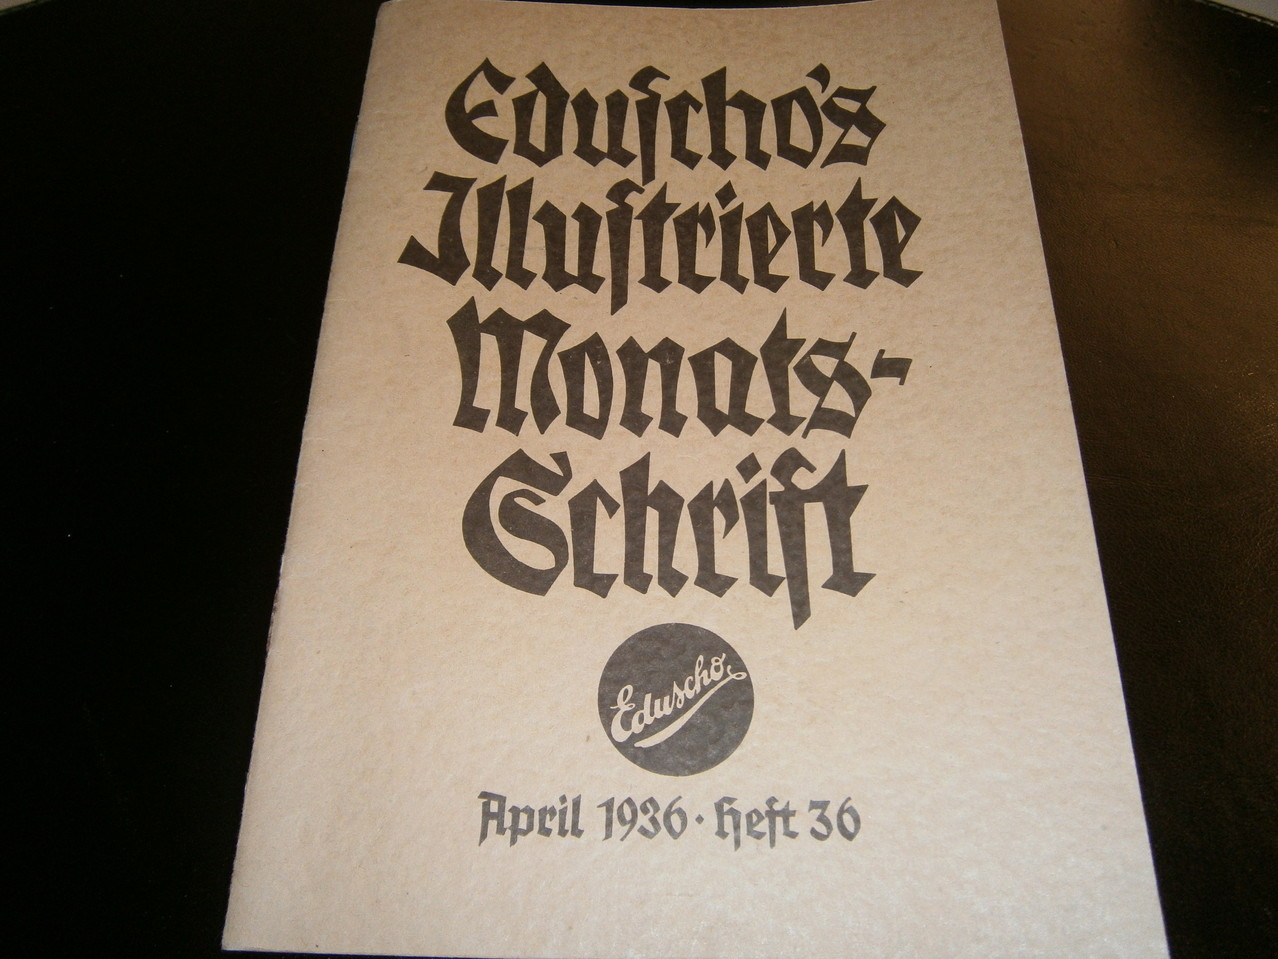 Eduſcho's
Illuſtrierte
Monats-
Schrift
Eduscho
April 1936 · Heft 36